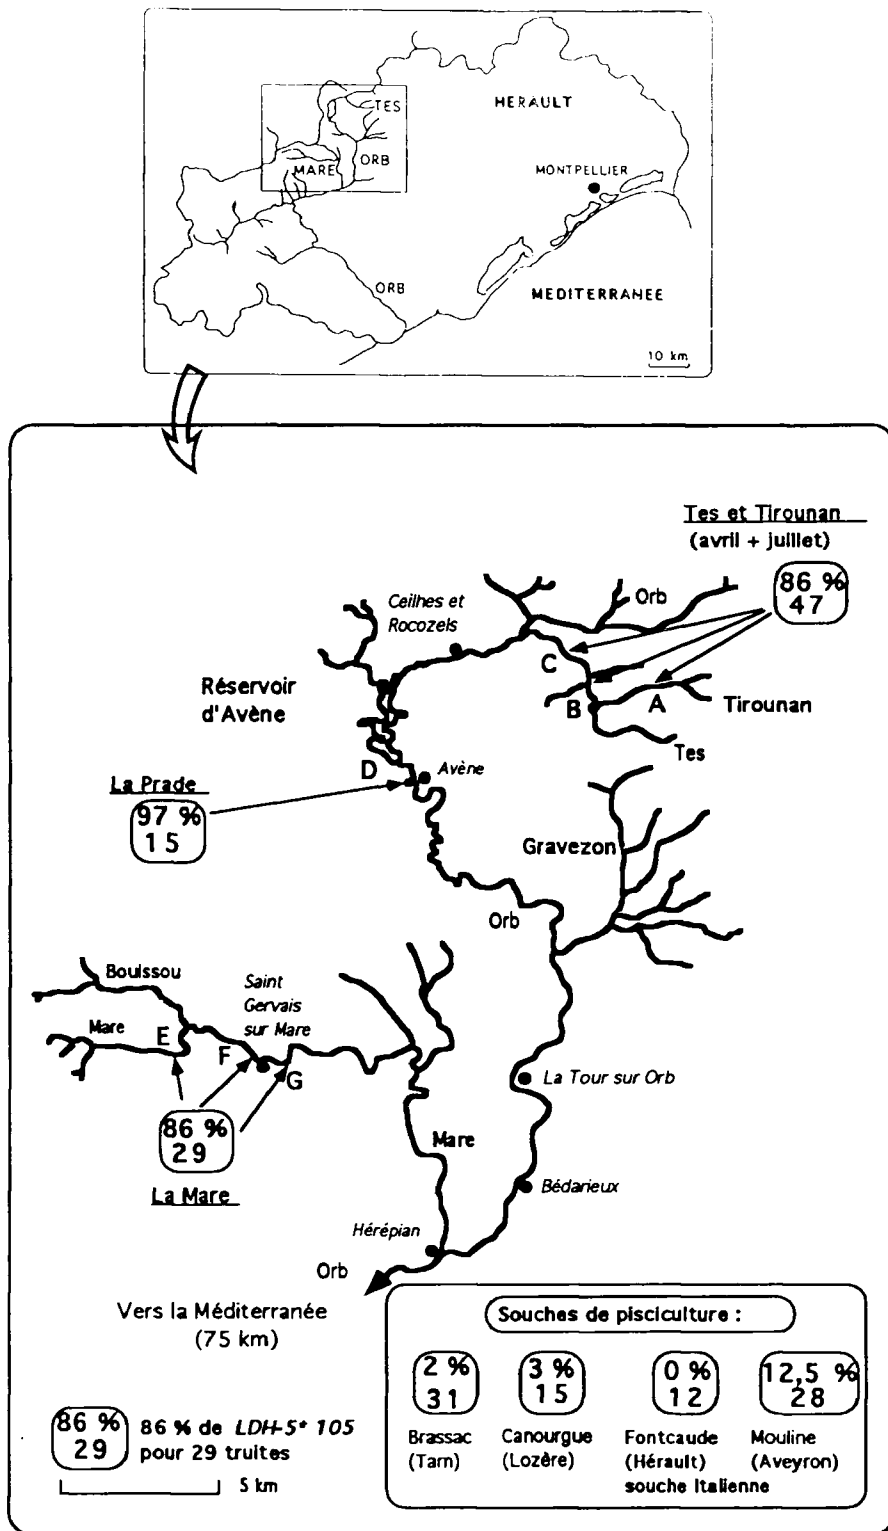 TES
HERAULT
ORB
MARE
MONTPELLIER
ORB
MEDITERRANEE
10 km
Tes et Tirounan
(avril + juillet)
86 %
47
Ceilhes et
Rocozels
Orb
C
Réservoir
d'Avène
B
A
Tirounan
Tes
D
Avène
La Prade
97 %
15
Gravezon
Orb
Bouissou
Saint
Gervais
sur Mare
Mare
E
F
G
La Tour sur Orb
86 %
29
La Mare
Mare
Bédarieux
Hérépian
Orb
Vers la Méditerranée
(75 km)
Souches de pisciculture :
2 %
31
3 %
15
0 %
12
12,5 %
28
Brassac
(Tarn)
Canourgue
(Lozère)
Fontcaude
(Hérault)
souche Italienne
Mouline
(Aveyron)
86 %
29
86 % de LDH-5* 105
pour 29 truites
5 km